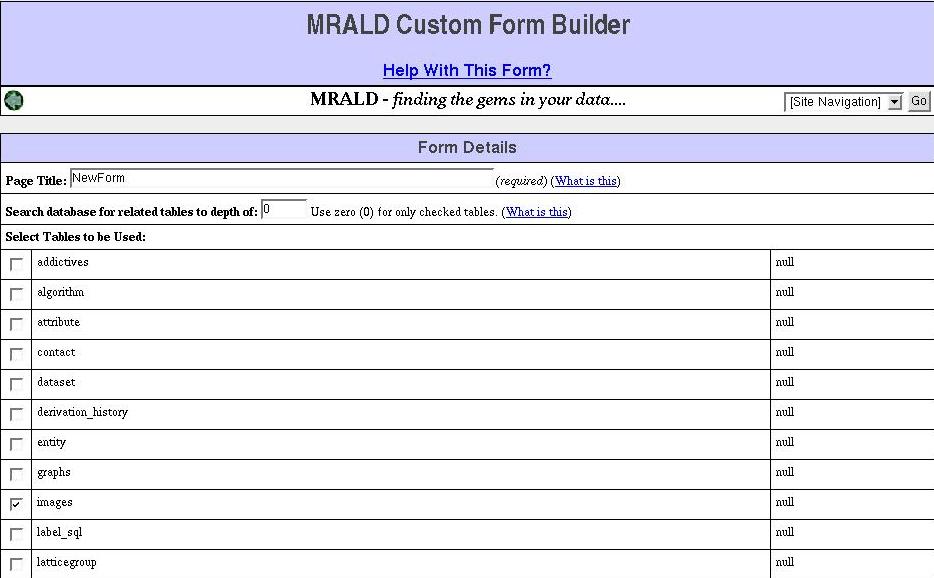 MRALD Custom Form Builder
Help With This Form?
MRALD - finding the gems in your data....
[Site Navigation] Go
Form Details
Page Title: NewForm (required) (What is this)
Search database for related tables to depth of: 0 Use zero (0) for only checked tables. (What is this)
Select Tables to be Used:
addictives null
algorithm null
attribute null
contact null
dataset null
derivation_history null
entity null
graphs null
images null
label_sql null
latticegroup null